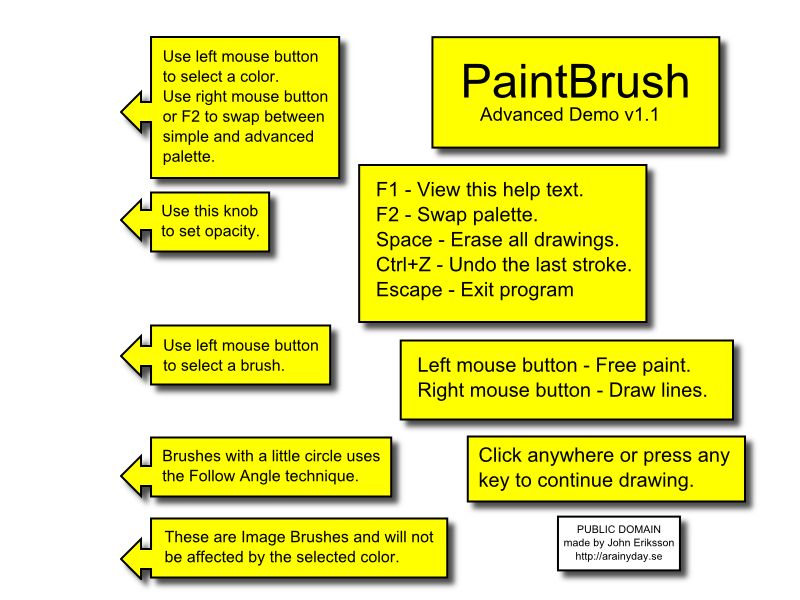 Use left mouse button
to select a color.
Use right mouse button
or F2 to swap between
simple and advanced
palette.
PaintBrush
Advanced Demo v1.1
Use this knob
to set opacity.
F1 - View this help text.
F2 - Swap palette.
Space - Erase all drawings.
Ctrl+Z - Undo the last stroke.
Escape - Exit program
Use left mouse button
to select a brush.
Left mouse button - Free paint.
Right mouse button - Draw lines.
Brushes with a little circle uses
the Follow Angle technique.
Click anywhere or press any
key to continue drawing.
These are Image Brushes and will not
be affected by the selected color.
PUBLIC DOMAIN
made by John Eriksson
http://arainyday.se